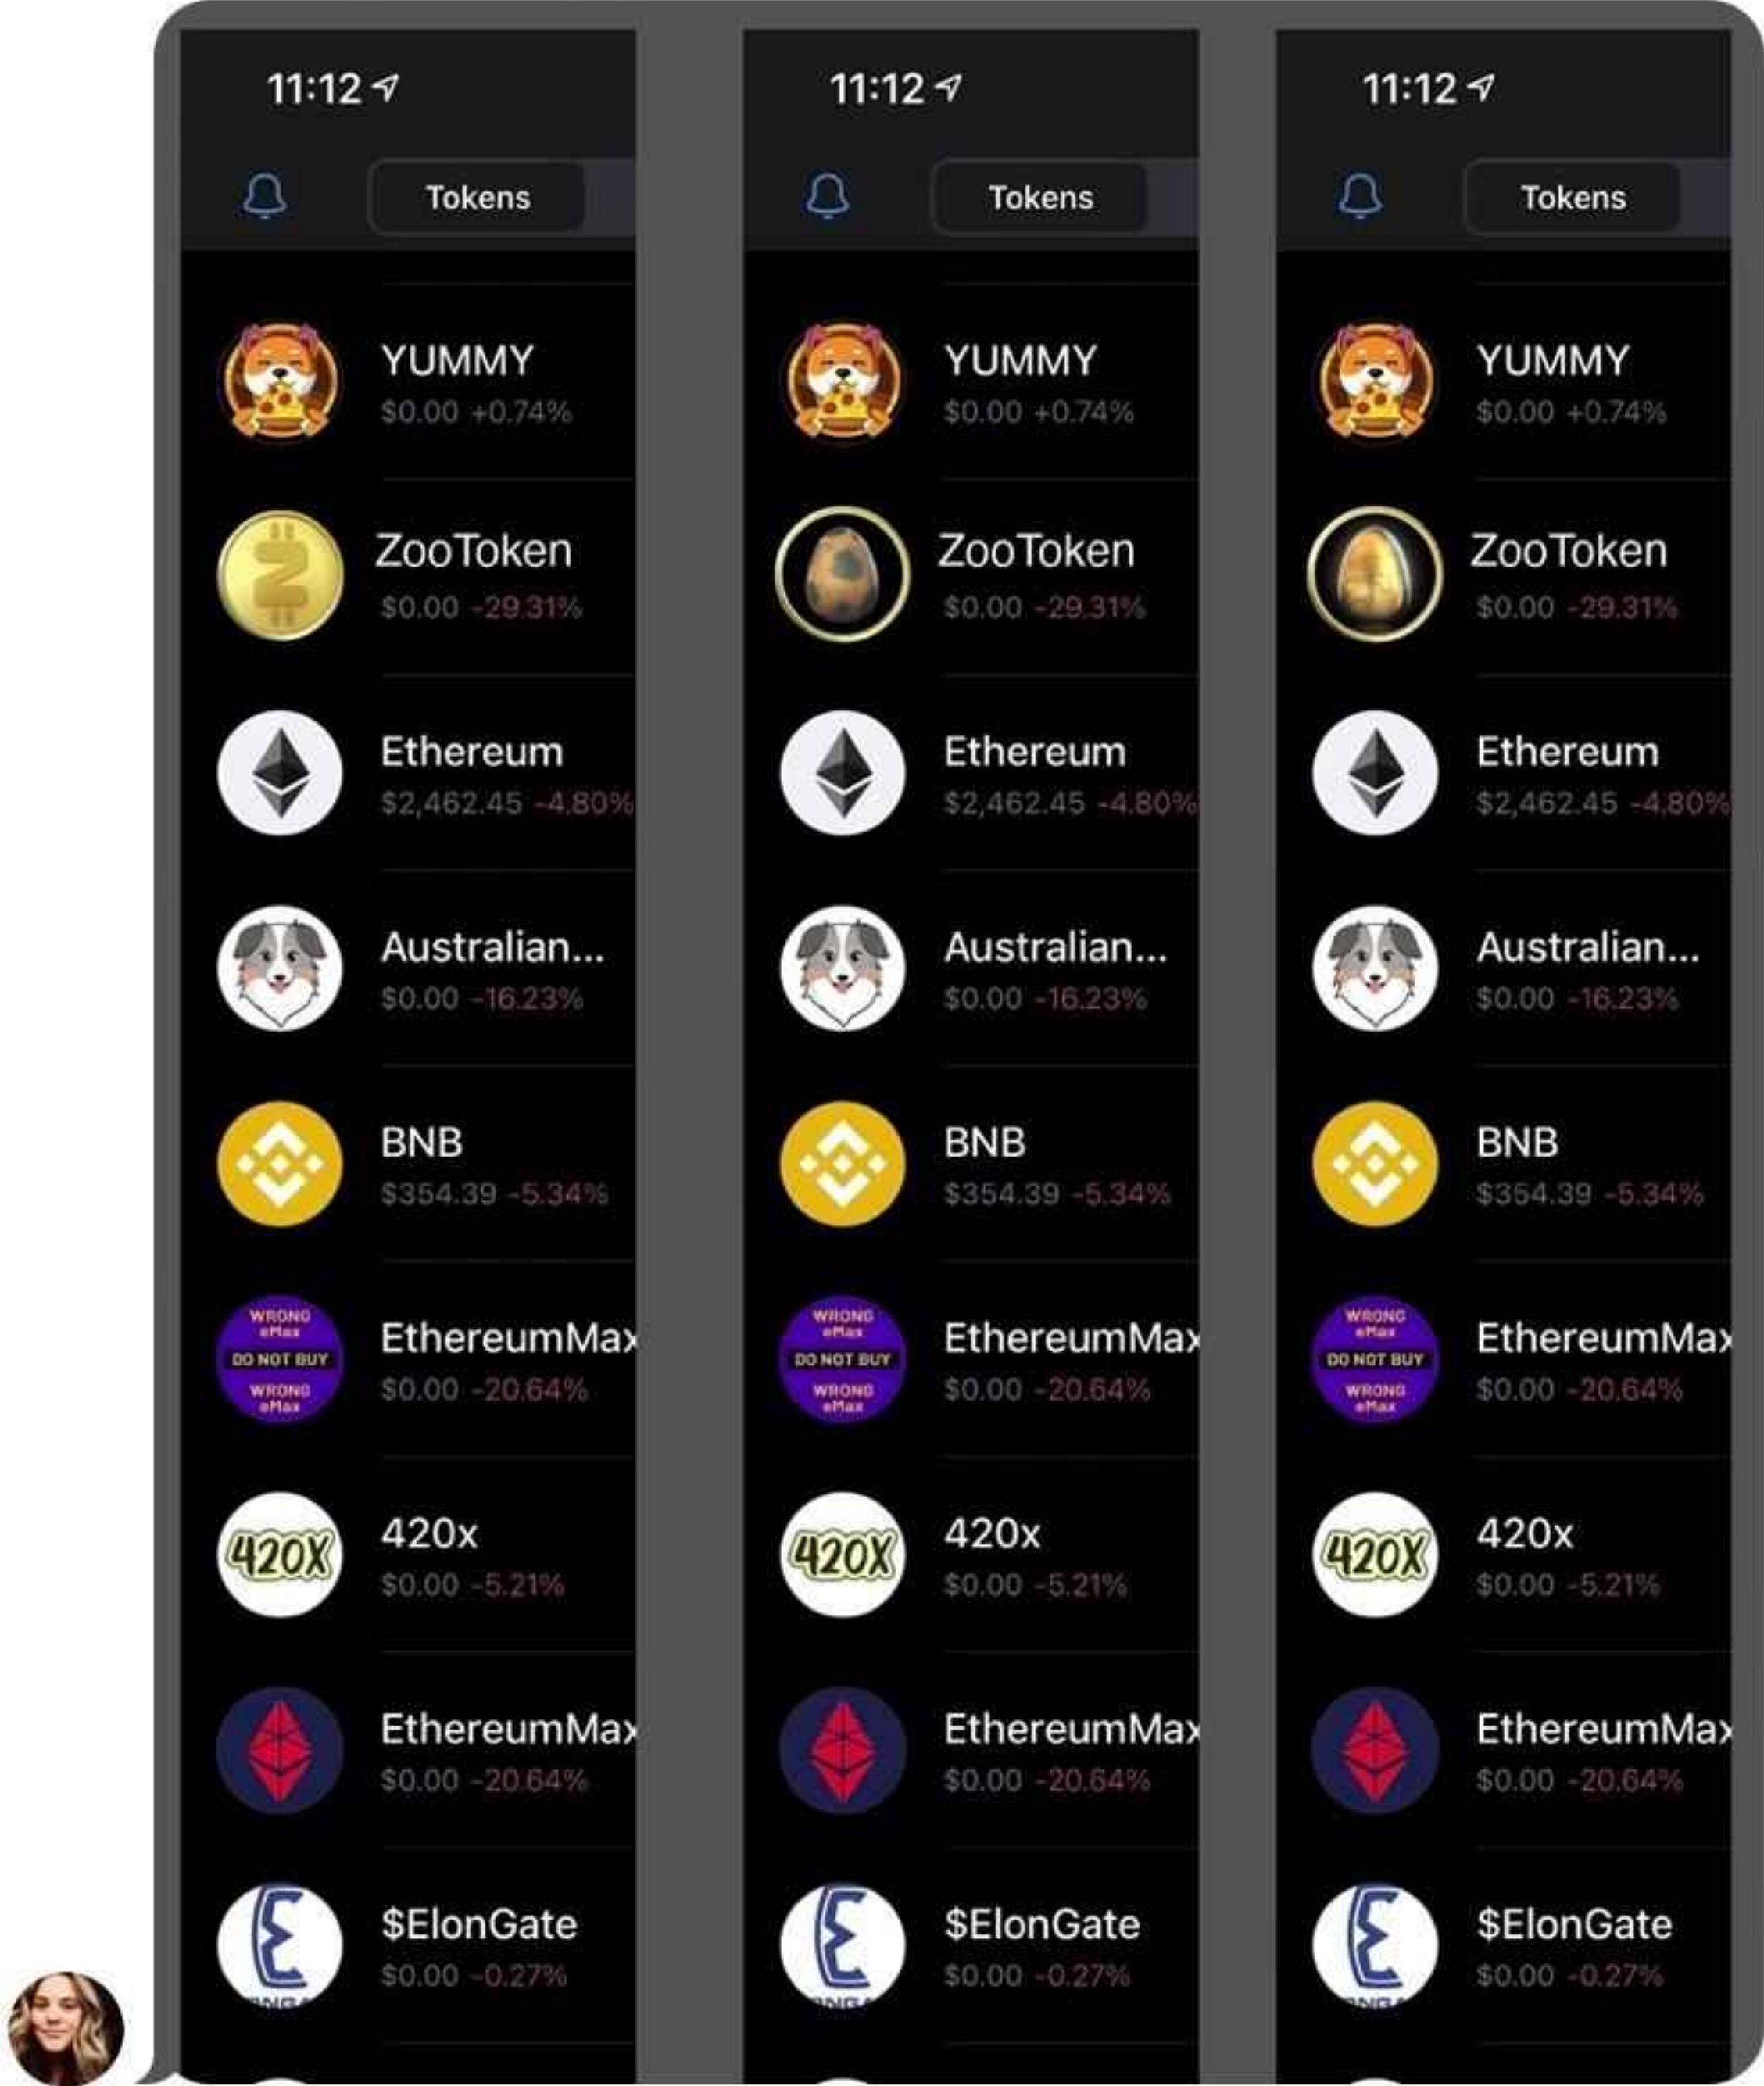 11:12
Tokens
YUMMY
$0.00 +0.74%
ZooToken
$0.00 -29.31%
Ethereum
$2,462.45 -4.80%
Australian...
$0.00 -16.23%
BNB
$354.39 -5.34%
WRONG
eMax
DO NOT BUY
WRONG
eMax
EthereumMax
$0.00 -20.64%
420X
420x
$0.00 -5.21%
EthereumMax
$0.00 -20.64%
$ElonGate
$0.00 -0.27%
11:12
Tokens
YUMMY
$0.00 +0.74%
ZooToken
$0.00 -29.31%
Ethereum
$2,462.45 -4.80%
Australian...
$0.00 -16.23%
BNB
$354.39 -5.34%
WRONG
eMax
DO NOT BUY
WRONG
eMax
EthereumMax
$0.00 -20.64%
420X
420x
$0.00 -5.21%
EthereumMax
$0.00 -20.64%
$ElonGate
$0.00 -0.27%
11:12
Tokens
YUMMY
$0.00 +0.74%
ZooToken
$0.00 -29.31%
Ethereum
$2,462.45 -4.80%
Australian...
$0.00 -16.23%
BNB
$354.39 -5.34%
WRONG
eMax
DO NOT BUY
WRONG
eMax
EthereumMax
$0.00 -20.64%
420X
420x
$0.00 -5.21%
EthereumMax
$0.00 -20.64%
$ElonGate
$0.00 -0.27%